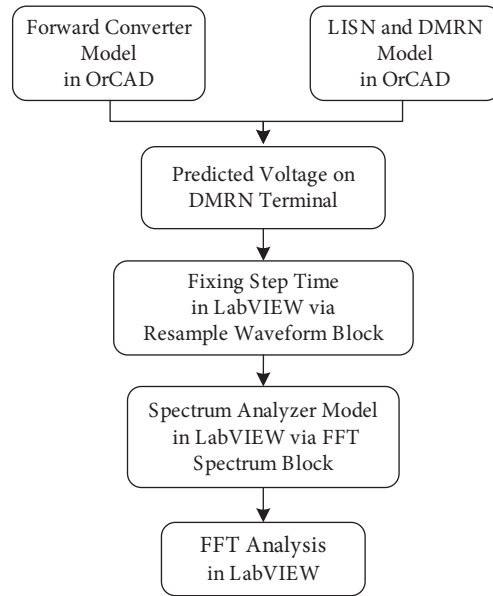 Forward Converter
Model
in OrCAD
LISN and DMRN
Model
in OrCAD
Predicted Voltage on
DMRN Terminal
Fixing Step Time
in LabVIEW via
Resample Waveform Block
Spectrum Analyzer Model
in LabVIEW via FFT
Spectrum Block
FFT Analysis
in LabVIEW